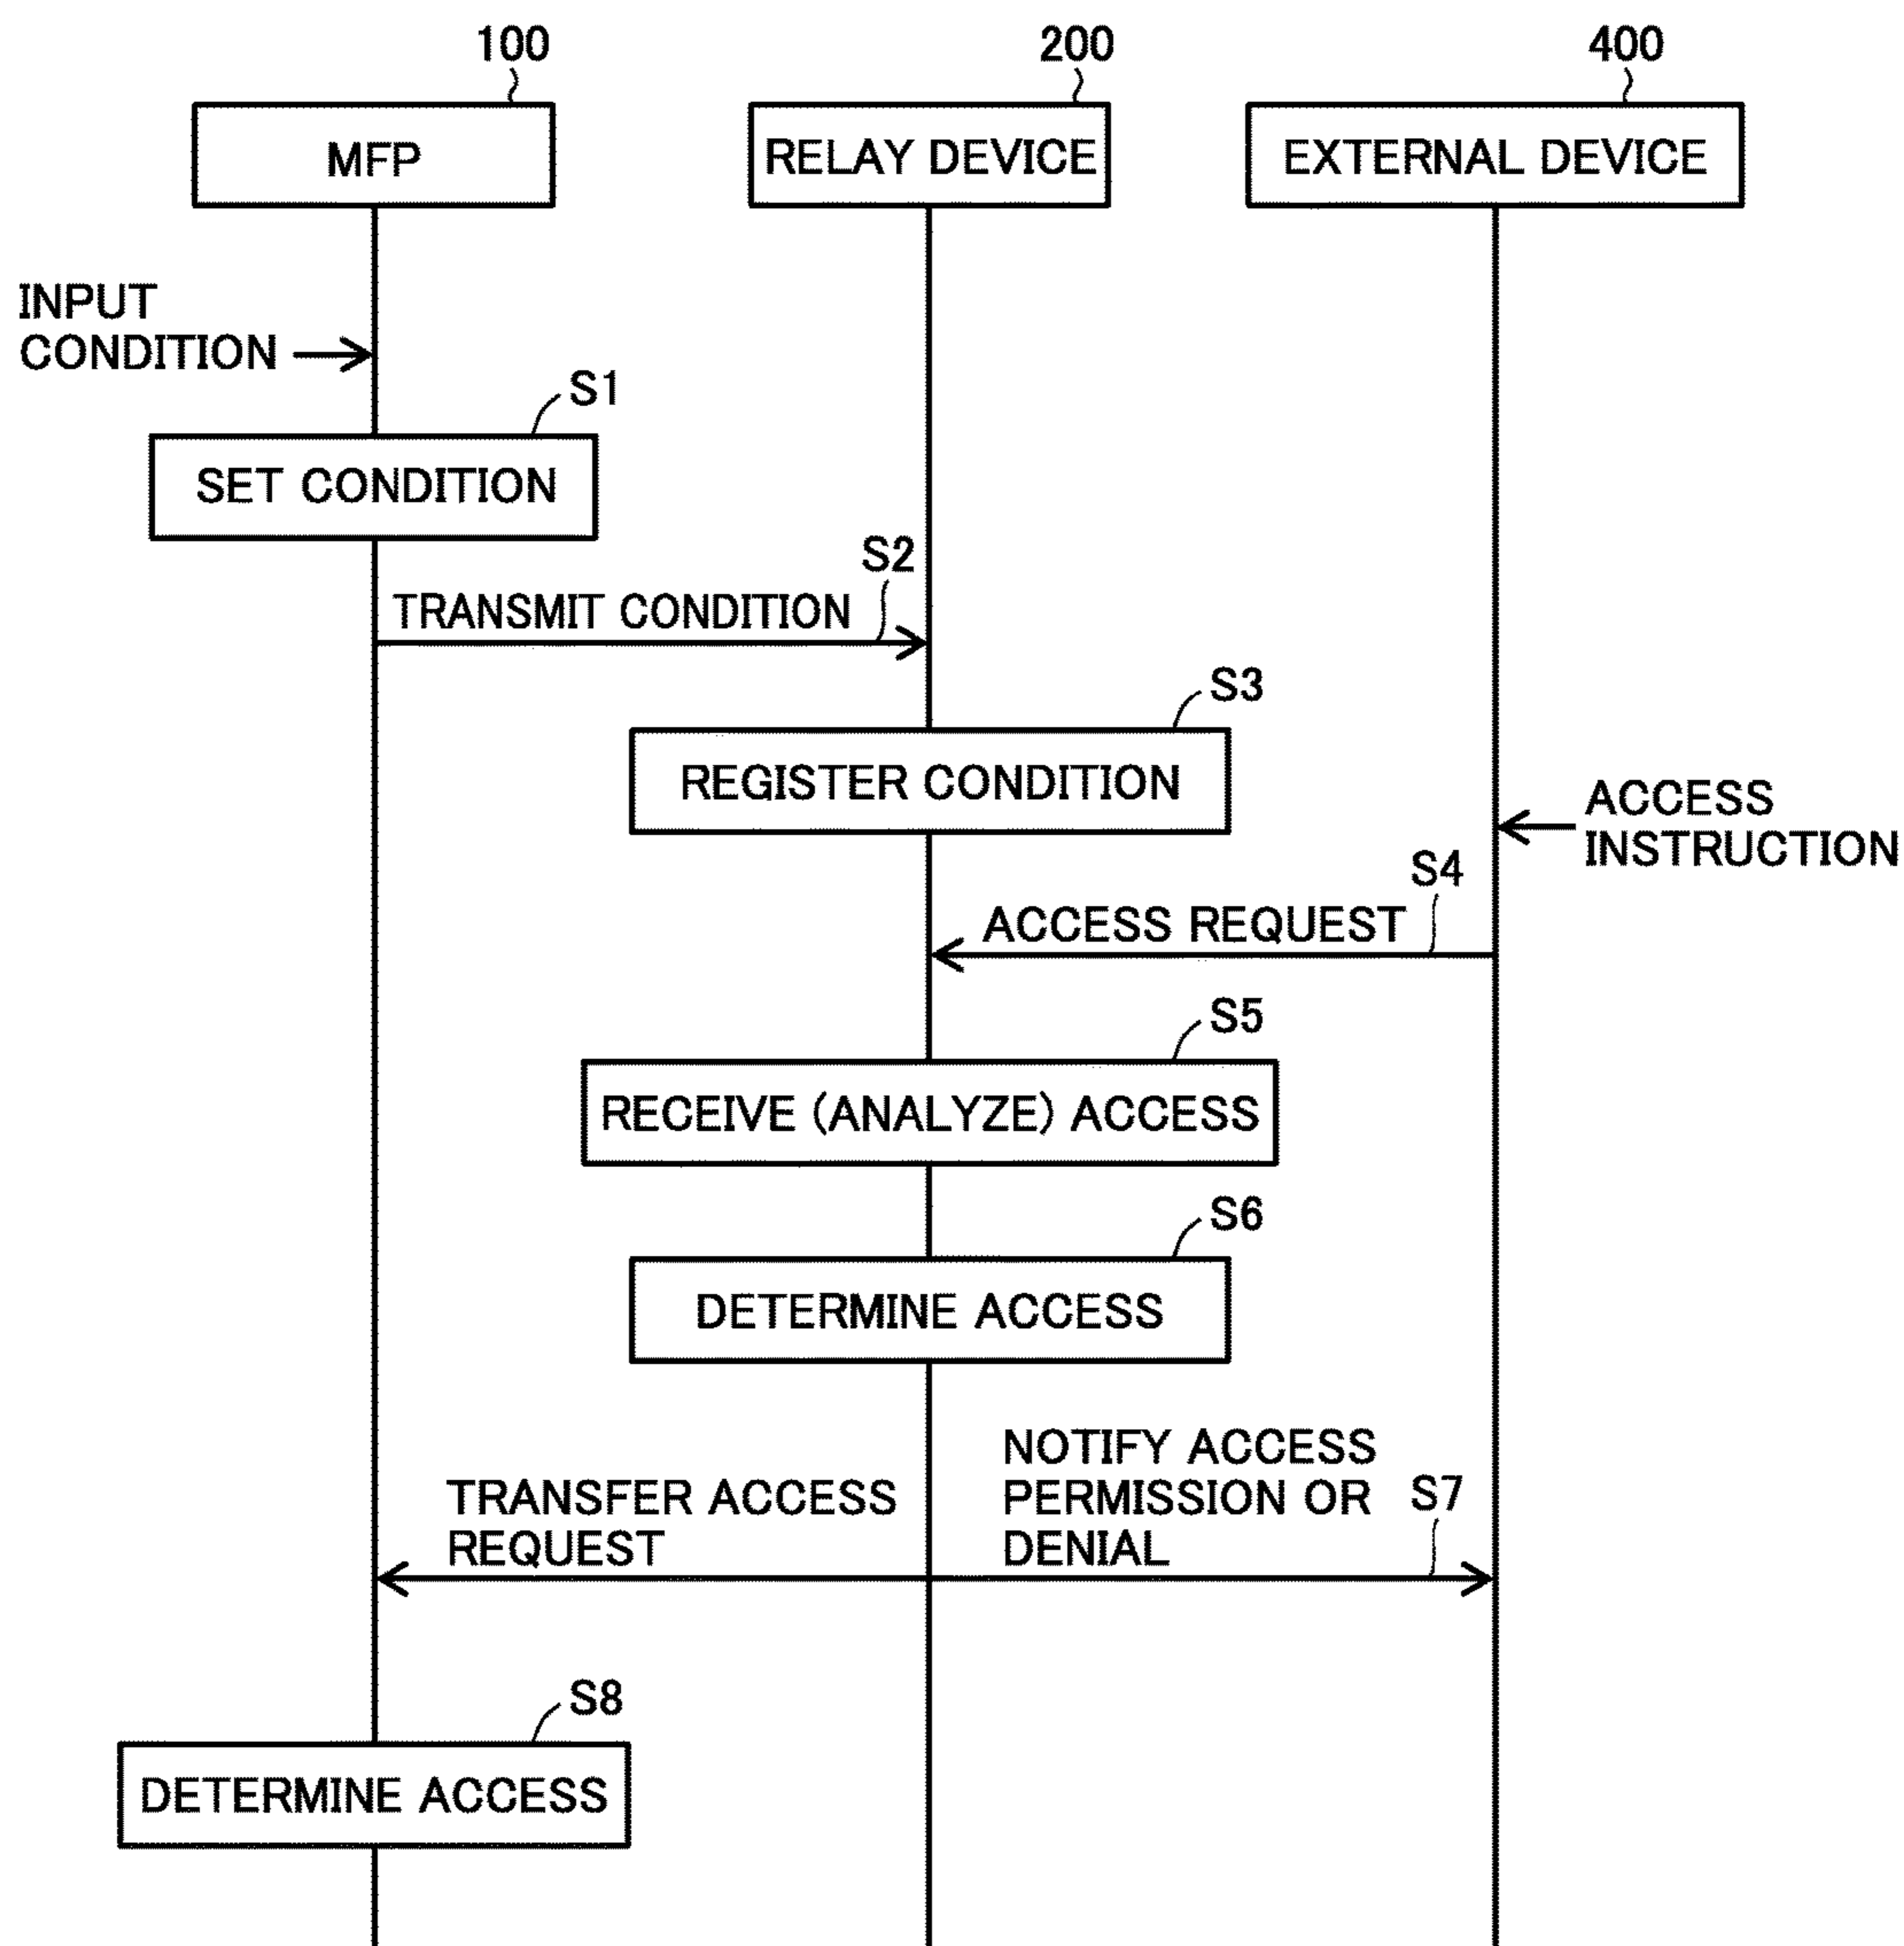 100
200
400
MFP
RELAY DEVICE
EXTERNAL DEVICE
INPUT
CONDITION
S1
SET CONDITION
S2
TRANSMIT CONDITION
S3
REGISTER CONDITION
ACCESS
INSTRUCTION
S4
ACCESS REQUEST
S5
RECEIVE (ANALYZE) ACCESS
S6
DETERMINE ACCESS
TRANSFER ACCESS
REQUEST
NOTIFY ACCESS
PERMISSION OR
DENIAL
S7
S8
DETERMINE ACCESS